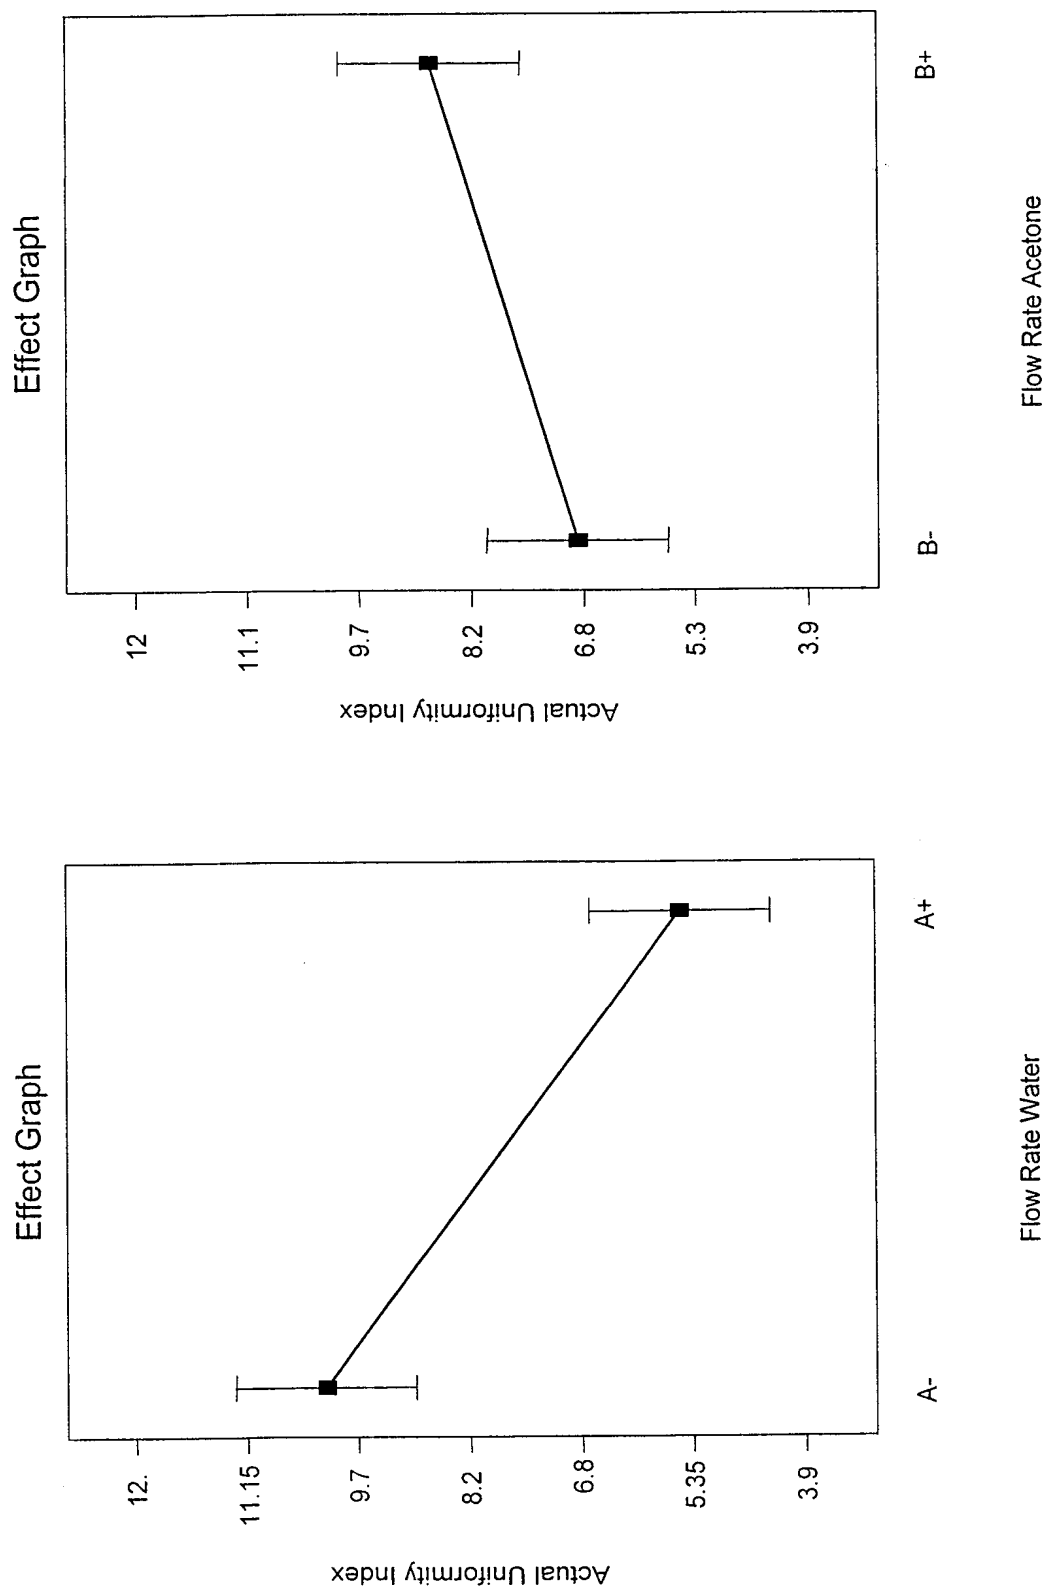 Effect Graph
12.
11.15
9.7
8.2
6.8
5.35
3.9
Actual Uniformity Index
A-
A+
Flow Rate Water
Effect Graph
12
11.1
9.7
8.2
6.8
5.3
3.9
Actual Uniformity Index
B-
B+
Flow Rate Acetone